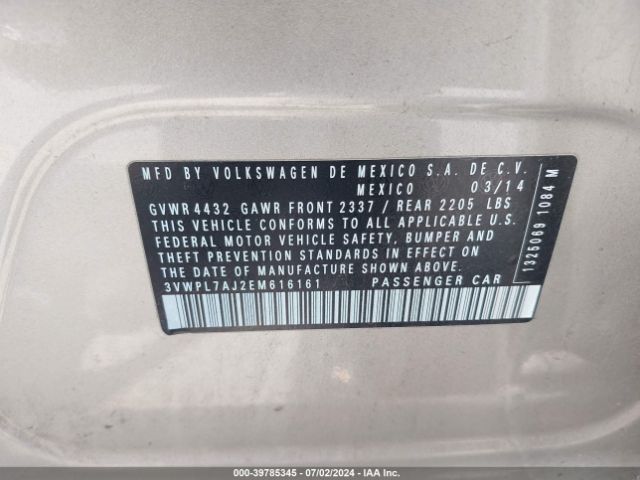 MFD BY VOLKSWAGEN DE MEXICO S.A. DE C.V.
MEXICO 03/14
GVWR 4432 GAWR FRONT 2337 / REAR 2205 LBS
THIS VEHICLE CONFORMS TO ALL APPLICABLE U.S.
FEDERAL MOTOR VEHICLE SAFETY, BUMPER AND
THEFT PREVENTION STANDARDS IN EFFECT ON
THE DATE OF MANUFACTURE SHOWN ABOVE.
3VWPL7AJ2EM616161 PASSENGER CAR
1325069 1084 M
000-39785345 - 07/02/2024 - IAA Inc.